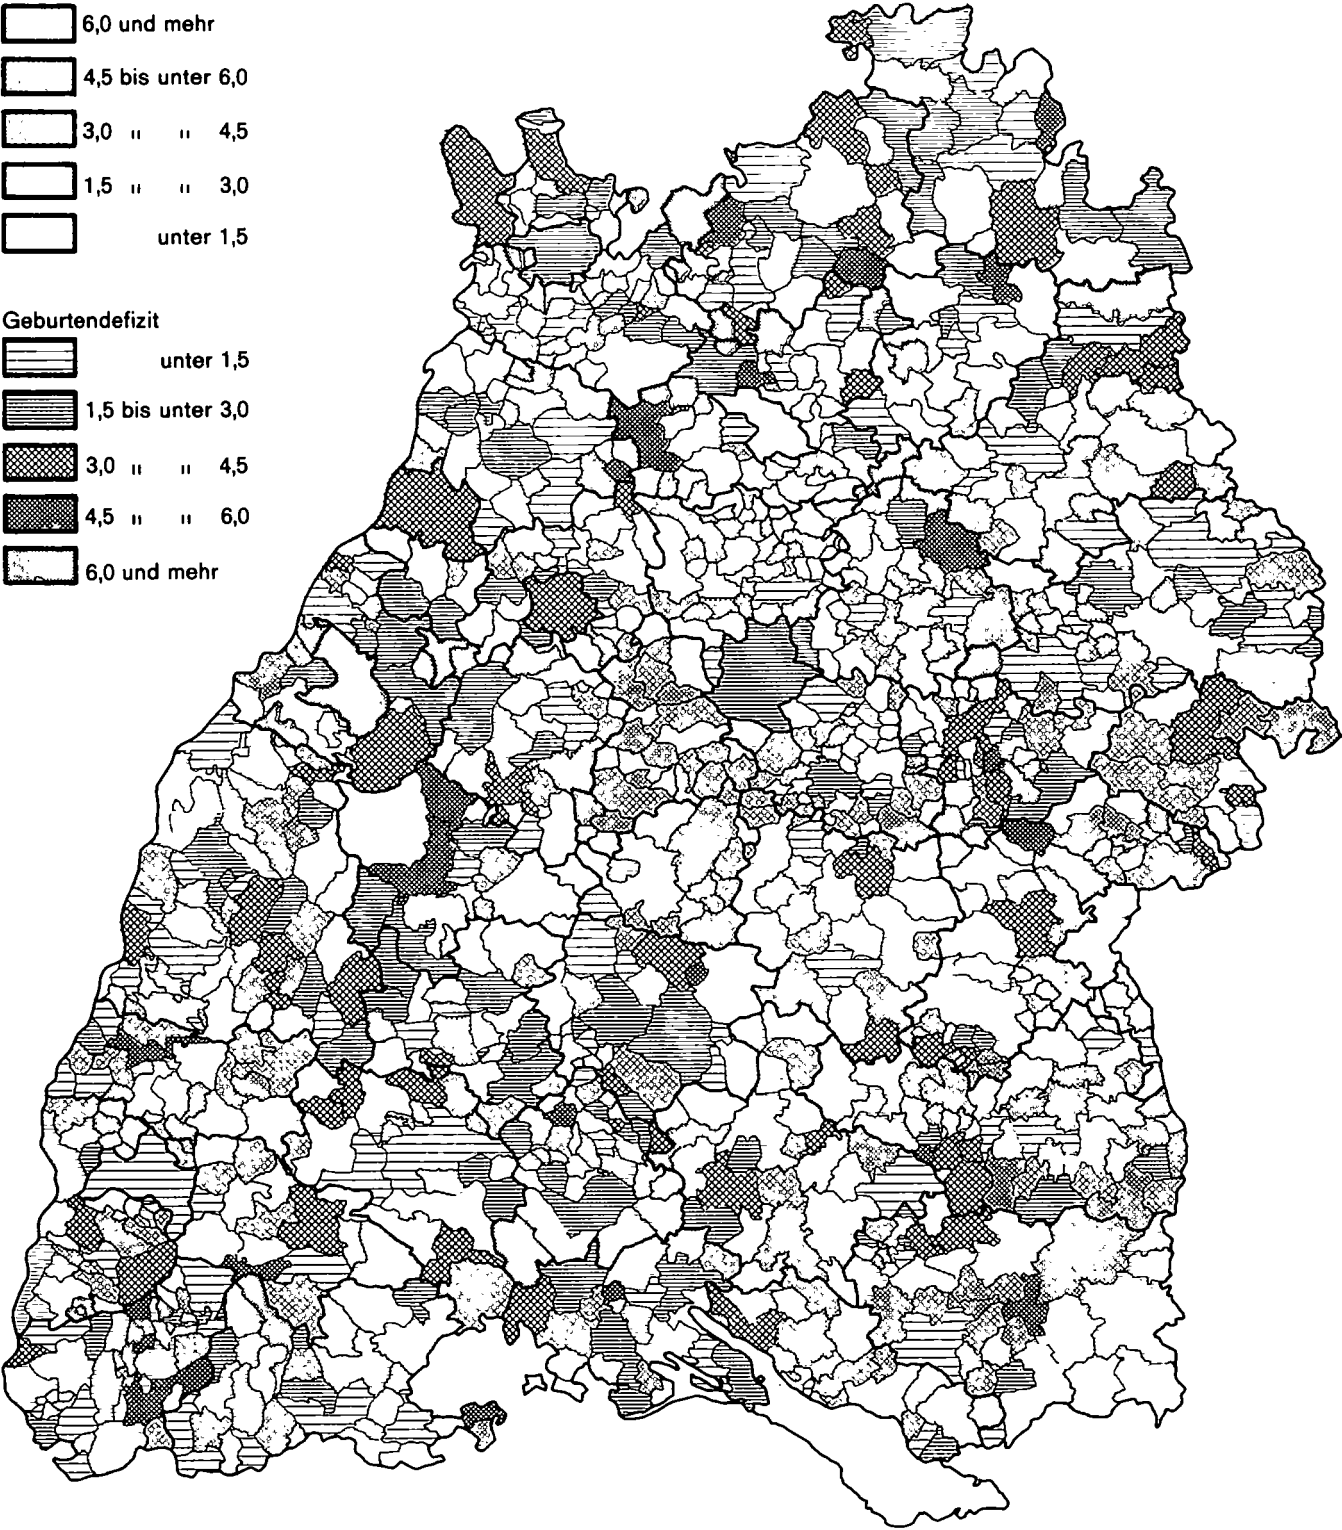 6,0 und mehr
4,5 bis unter 6,0
3,0 " " 4,5
1,5 " " 3,0
unter 1,5
Geburtendefizit
unter 1,5
1,5 bis unter 3,0
3,0 " " 4,5
4,5 " " 6,0
6,0 und mehr